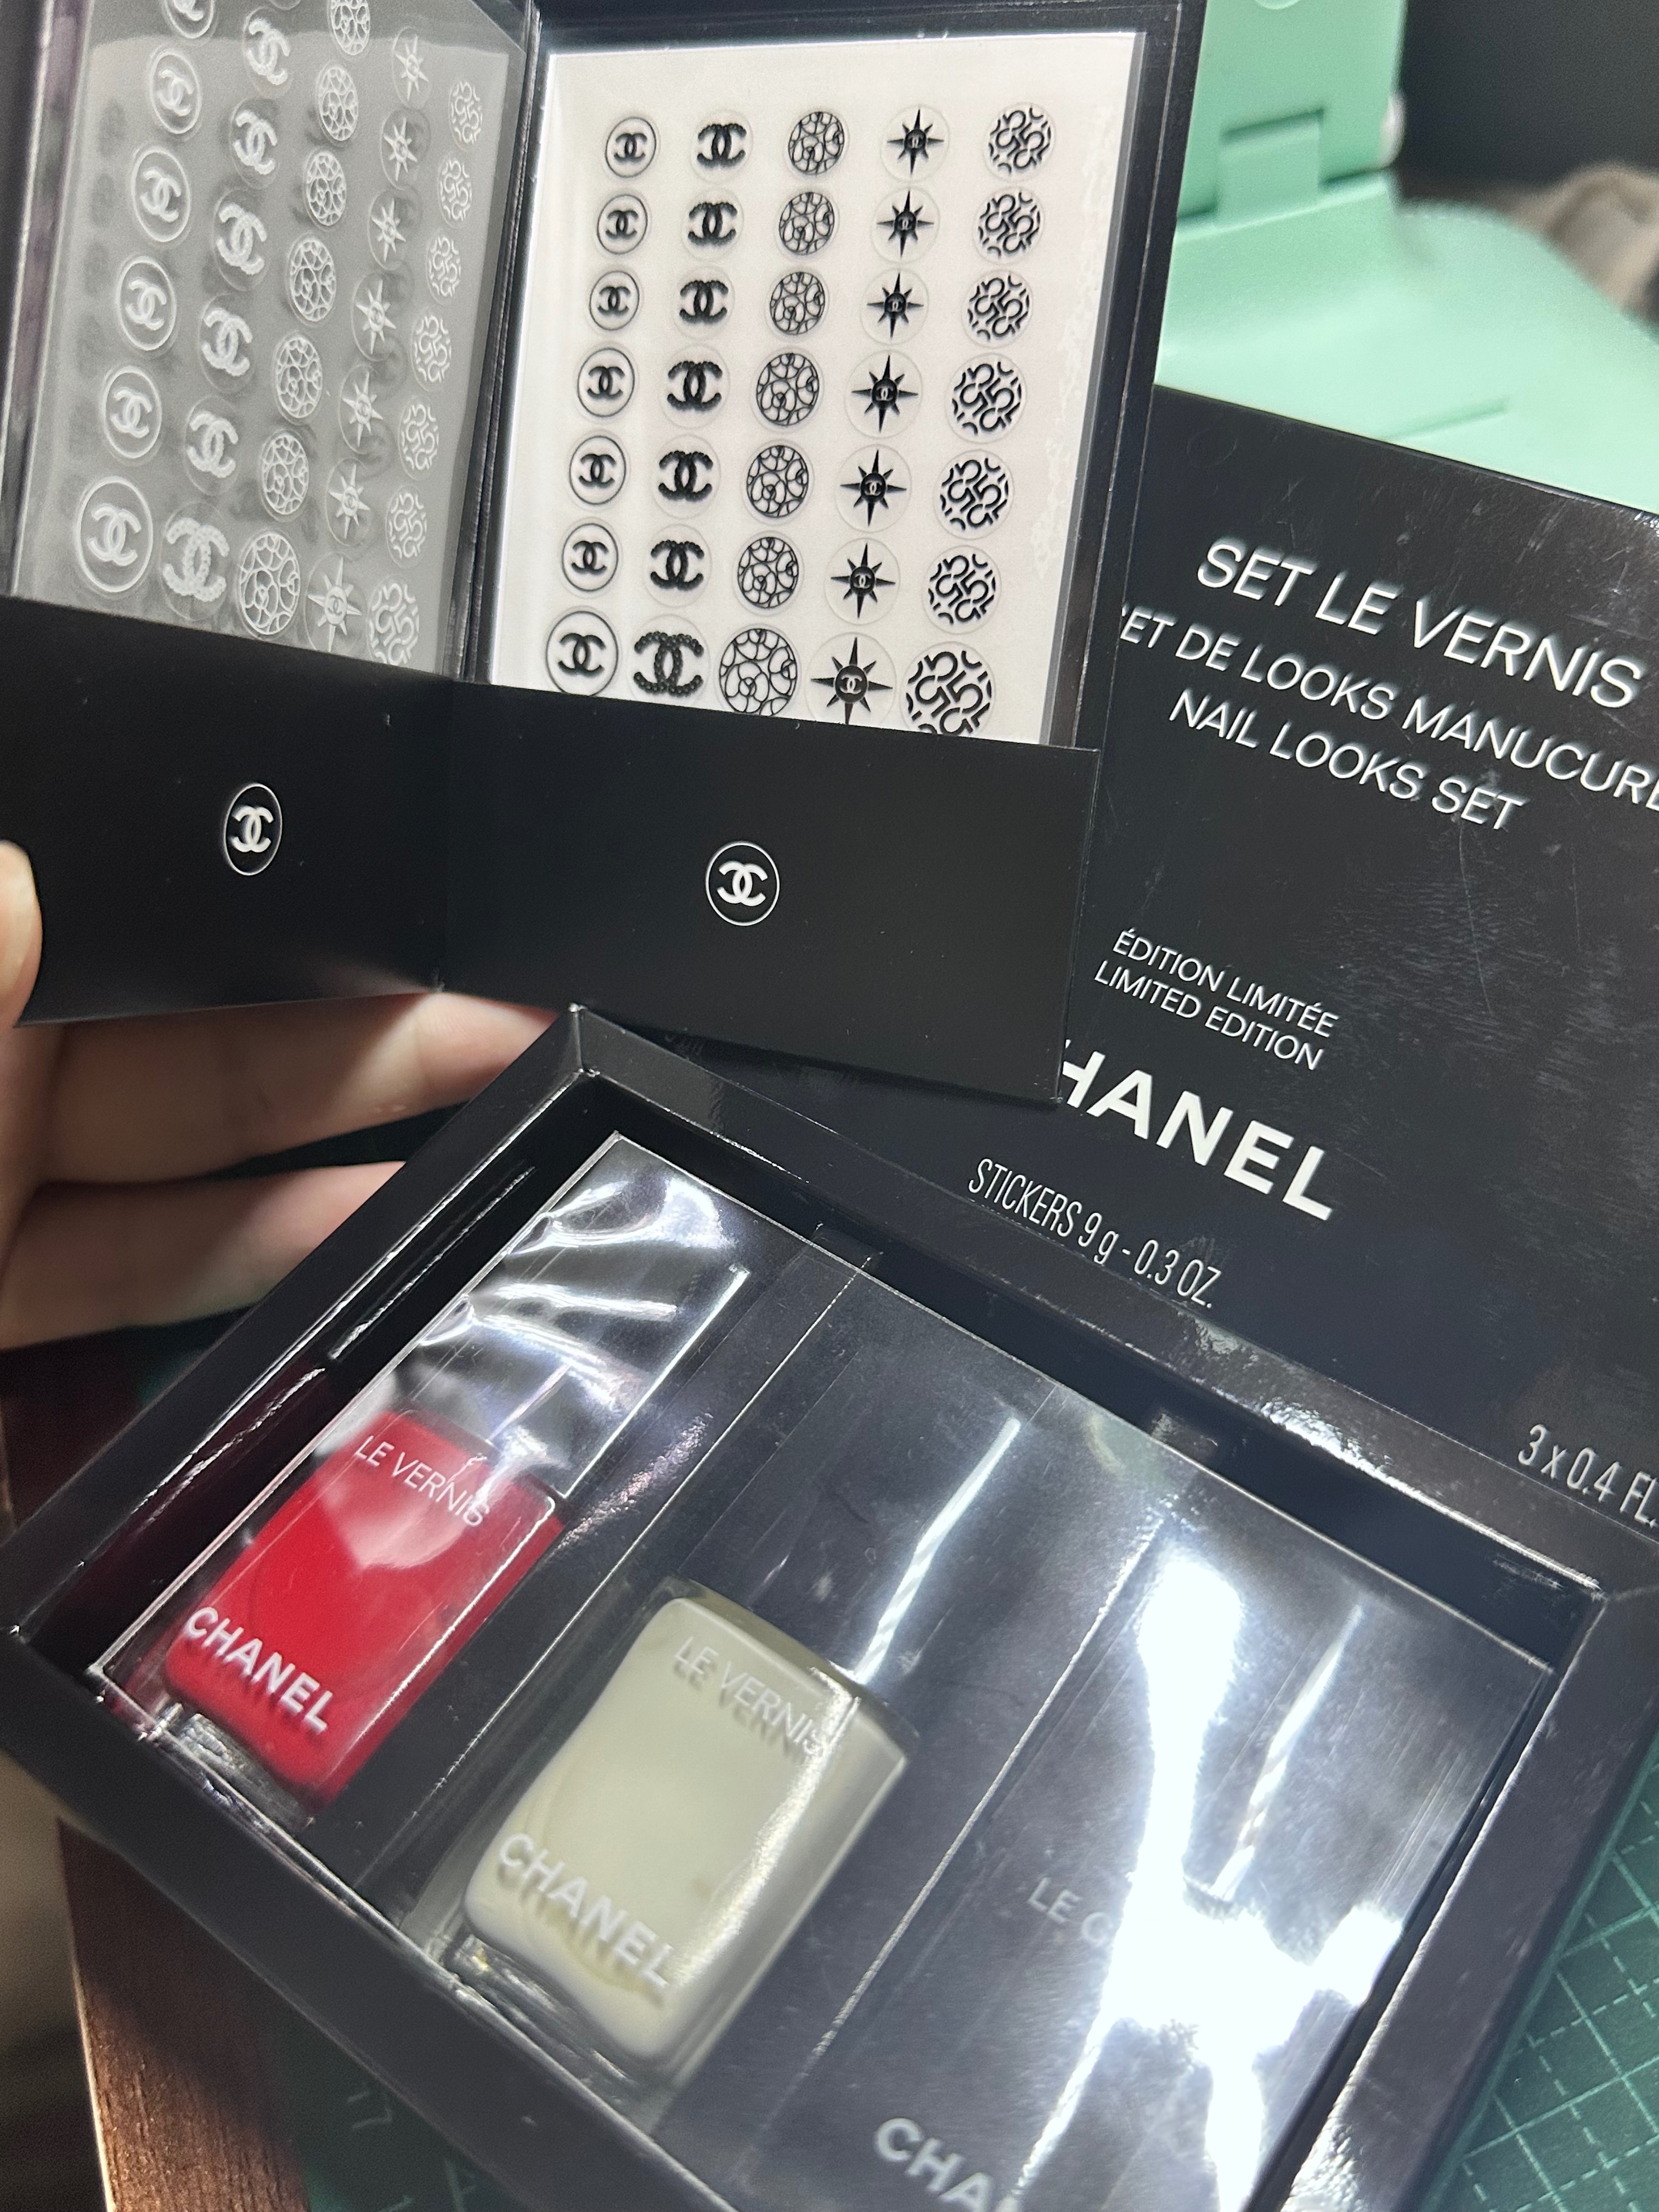 SET LE VERNIS
DE LOOKS MANUCURE
NAIL LOOKS SET
ÉDITION LIMITÉE
LIMITED EDITION
HANEL
STICKERS 9 g - 0.3 OZ.
3 x 0.4 FL.
LE VERNIS
CHANEL
LE VERNIS
CHANEL
LE
CHA